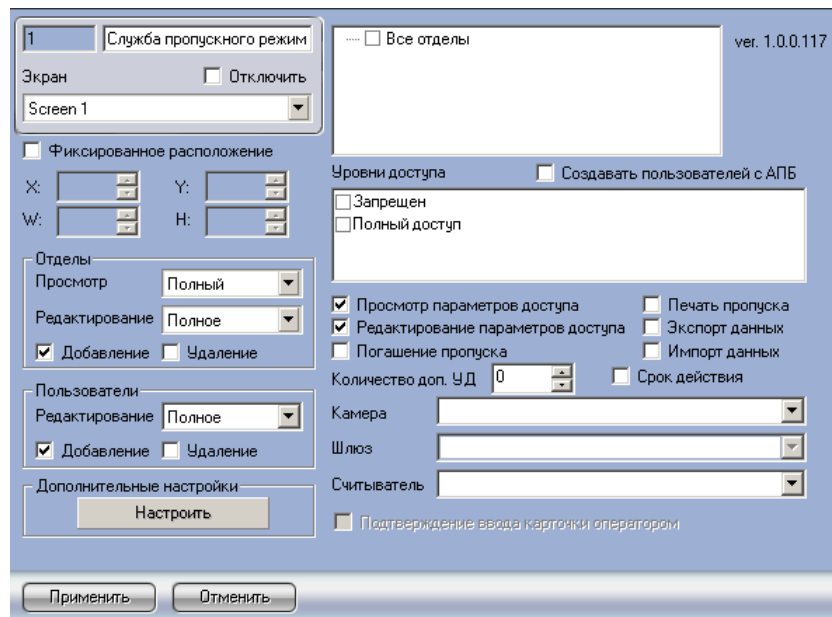 1 Служба пропускного режим
Экран Отключить
Screen 1
Фиксированное расположение
X: Y:
W: H:
Отделы
Просмотр Полный
Редактирование Полное
Добавление Удаление
Пользователи
Редактирование Полное
Добавление Удаление
Дополнительные настройки
Настроить
Все отделы
ver. 1.0.0.117
Уровни доступа Создавать пользователей с АПБ
Запрещен
Полный доступ
Просмотр параметров доступа Печать пропуска
Редактирование параметров доступа Экспорт данных
Погашение пропуска Импорт данных
Количество доп. УД 0 Срок действия
Камера
Шлюз
Считыватель
Подтверждение ввода карточки оператором
Применить Отменить